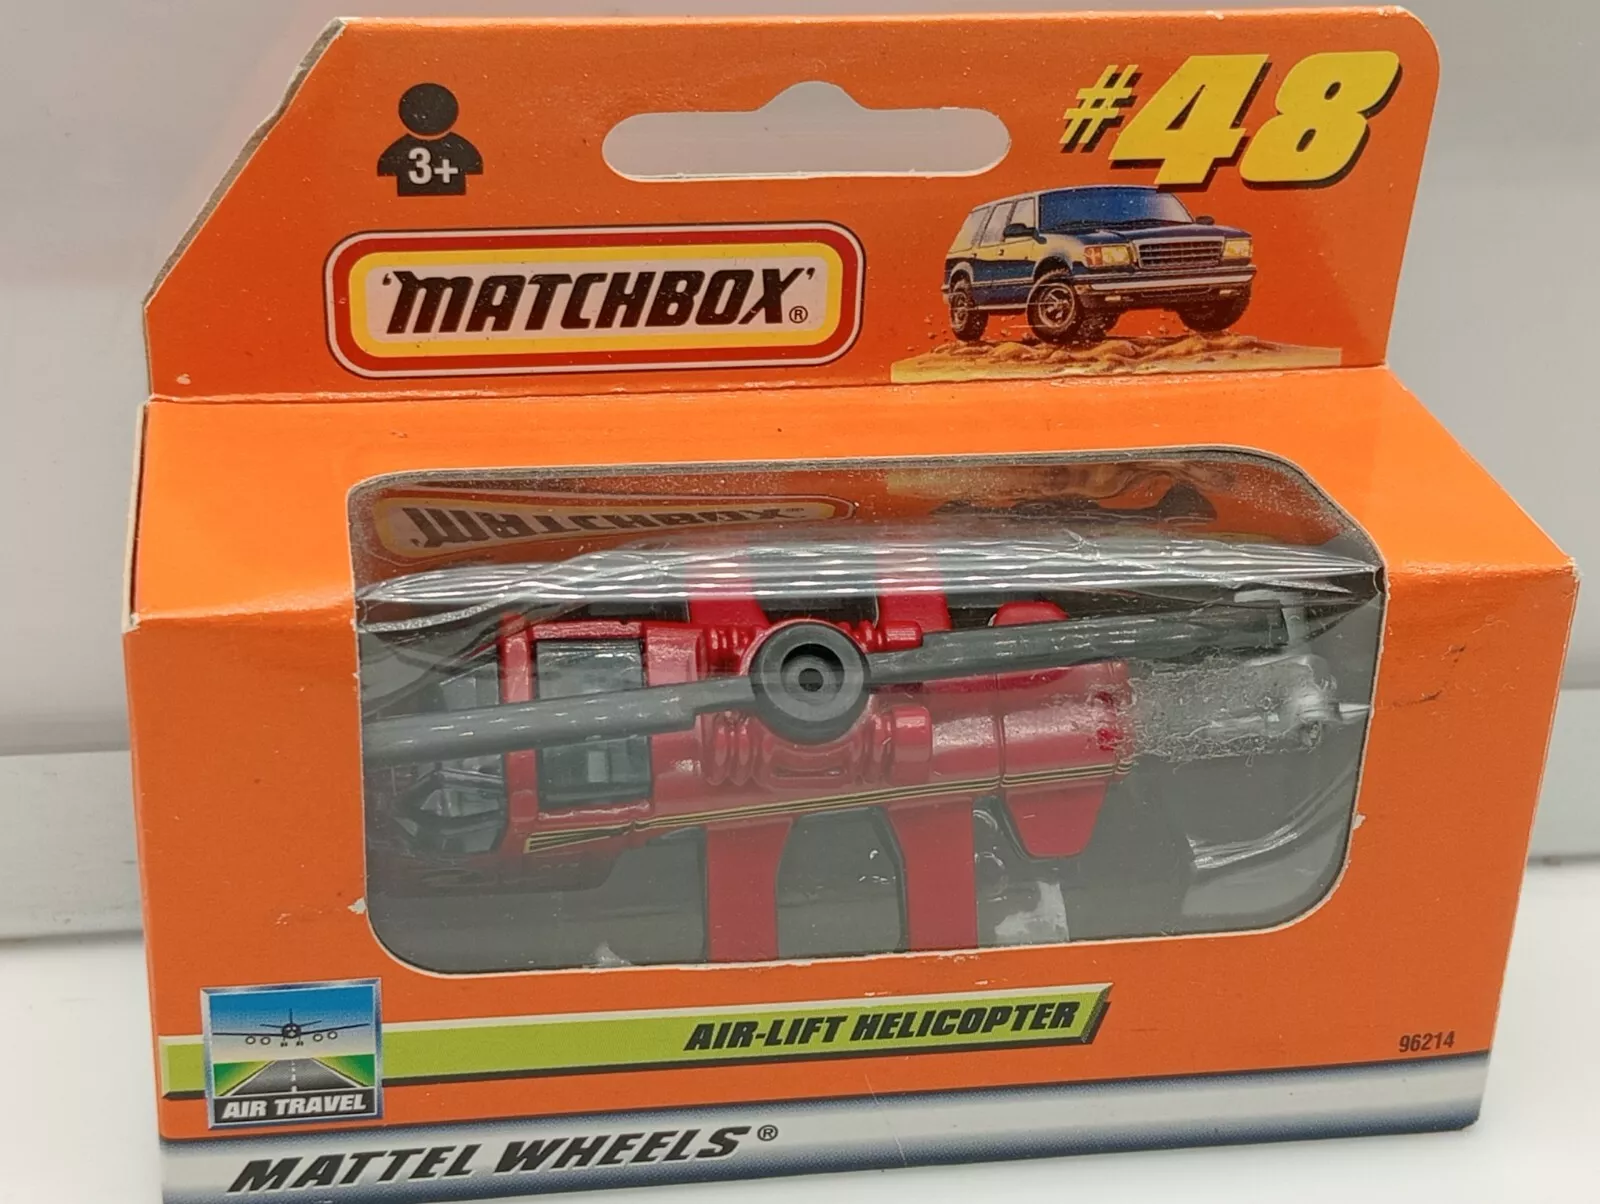 #48
3+
'MATCHBOX'®
'MATCHBOX'
AIR-LIFT HELICOPTER
96214
AIR TRAVEL
MATTEL WHEELS®